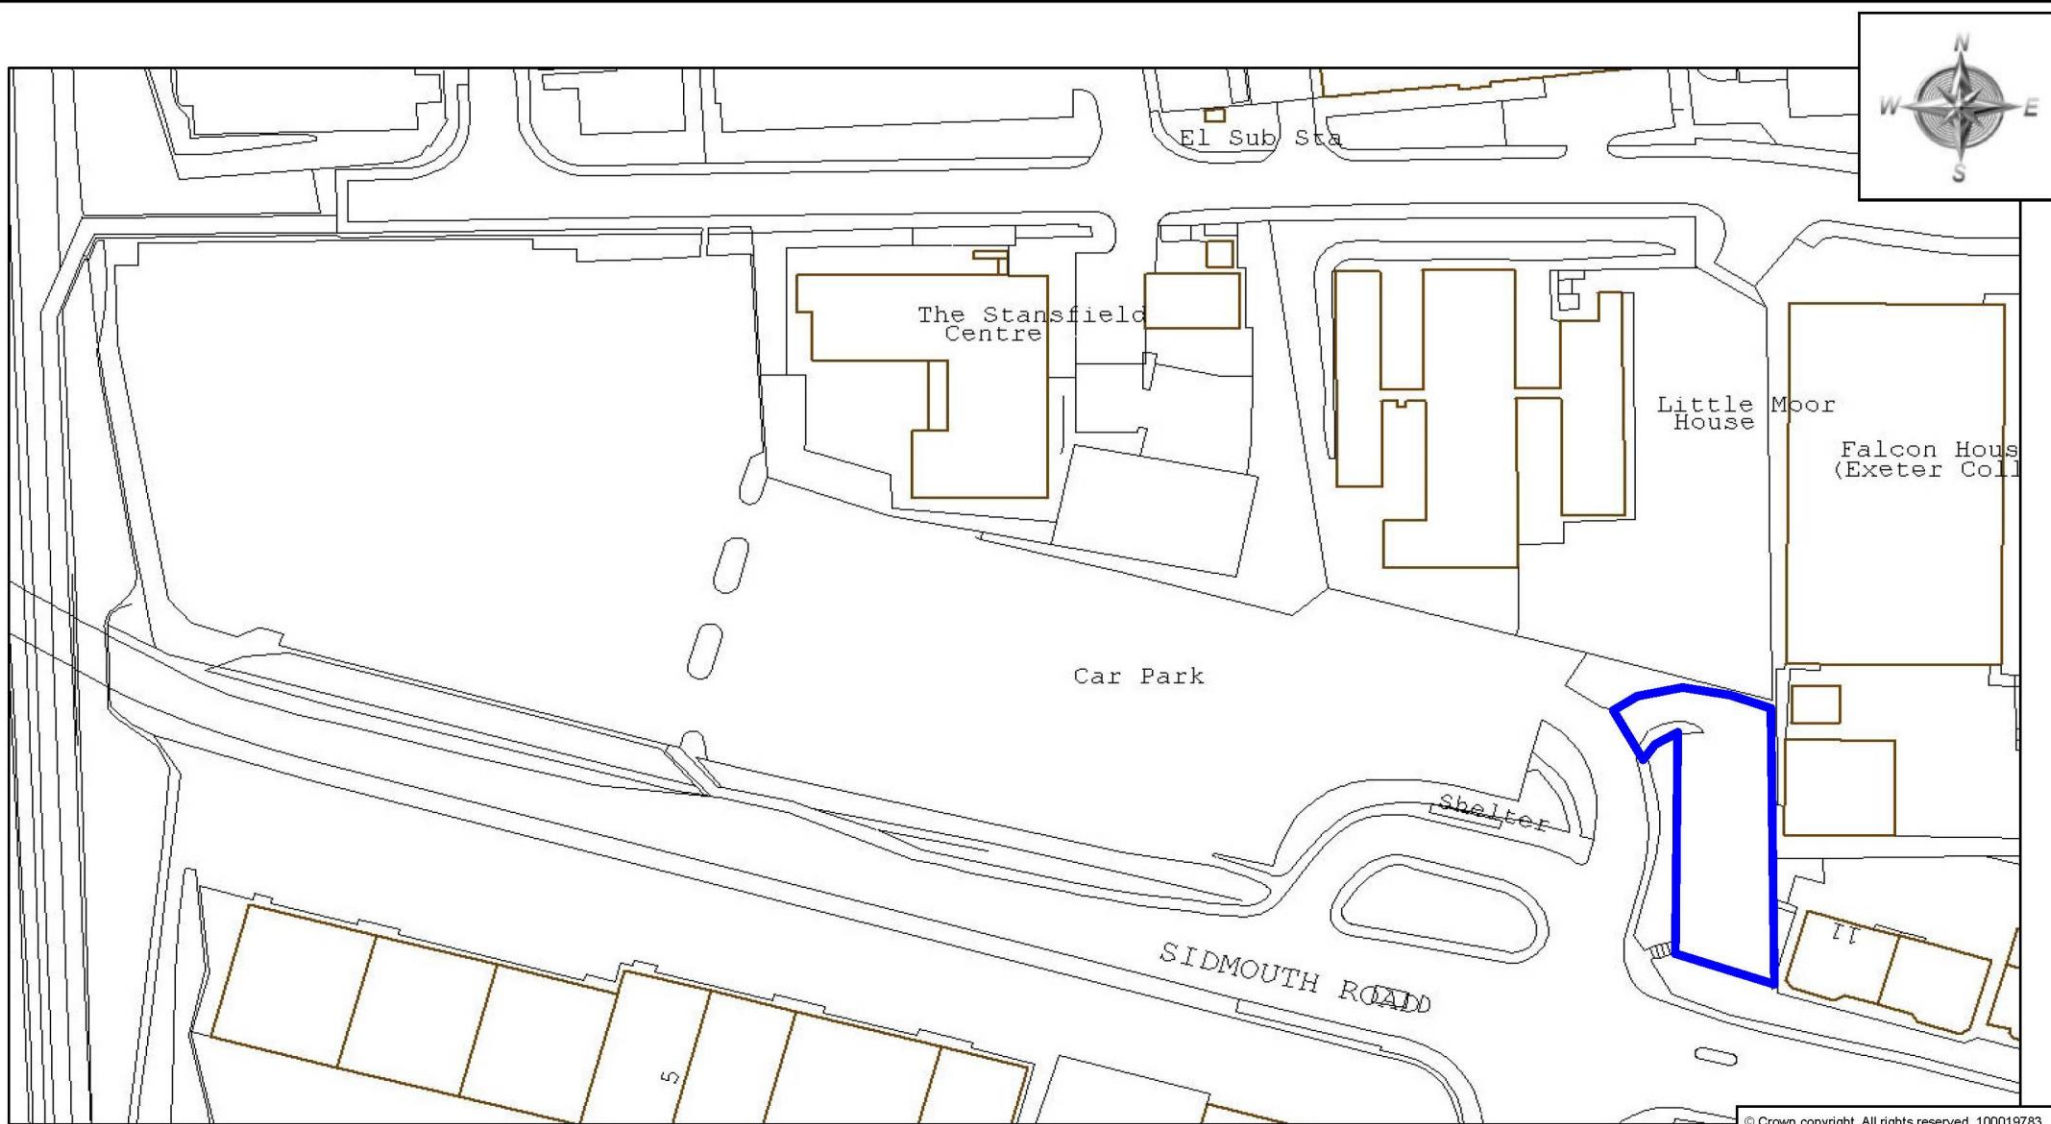 N
W E
S
El Sub Sta
The Stansfield
Centre
Little Moor
House
Falcon Hous
(Exeter Coll
Car Park
Shelter
11
SIDMOUTH ROAD
5
© Crown copyright. All rights reserved. 100019783